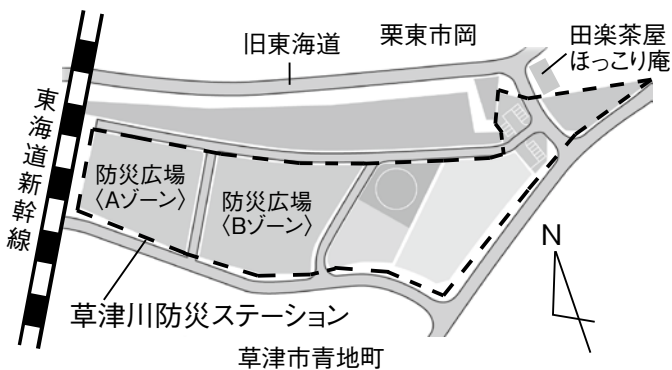 栗東市岡
旧東海道
田楽茶屋
ほっこり庵
東海道新幹線
防災広場
〈Aゾーン〉
防災広場
〈Bゾーン〉
N
草津川防災ステーション
草津市青地町